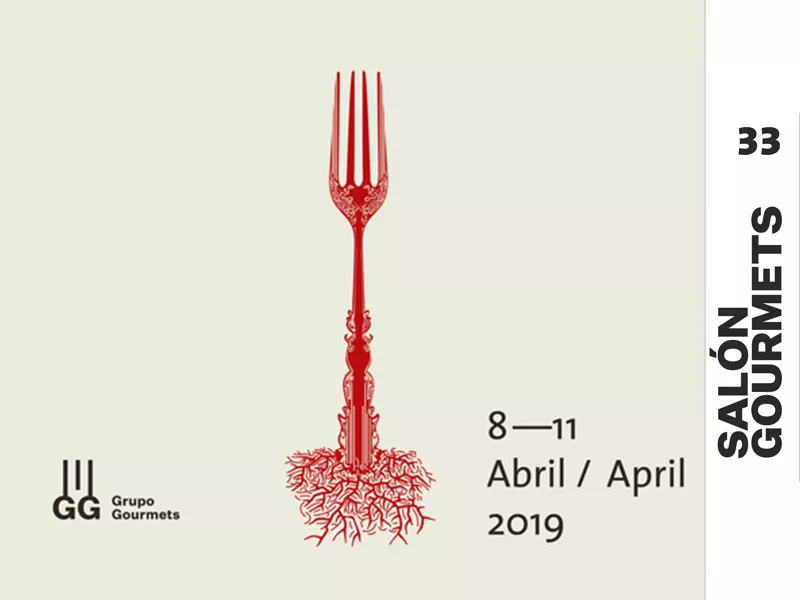 33
SALÓN
GOURMETS
8—11
Abril / April
2019
GG
Grupo
Gourmets